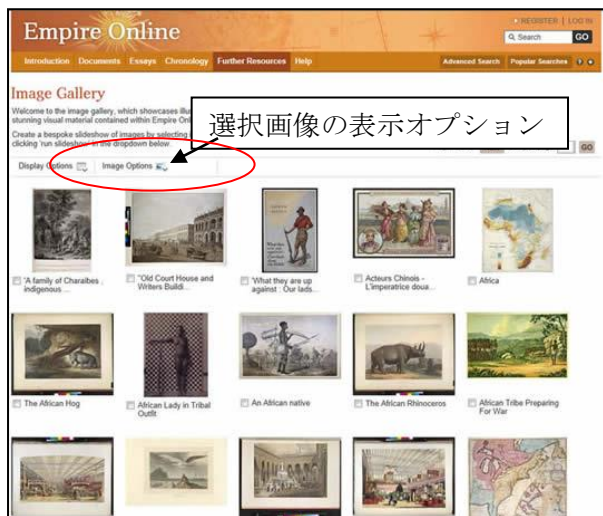 REGISTER | LOG IN
Empire Online
Search GO
Introduction Documents Essays Chronology Further Resources Help
Advanced Search Popular Searches
Image Gallery
Welcome to the image gallery, which showcases
stunning visual material contained within Empire
Create a bespoke slideshow of images by selecting
clicking 'run slideshow' in the dropdown below
選択画像の表示オプション
GO
Display Options Image Options
'A family of Charaibes , indigenous ...
"Old Court House and Writers Buildi...
'What they are up against : Our lads...
Acteurs Chinois - L'imperatrice doua...
Africa
The African Hog
African Lady in Tribal Outfit
An African native
The African Rhinoceros
African Tribe Preparing For War